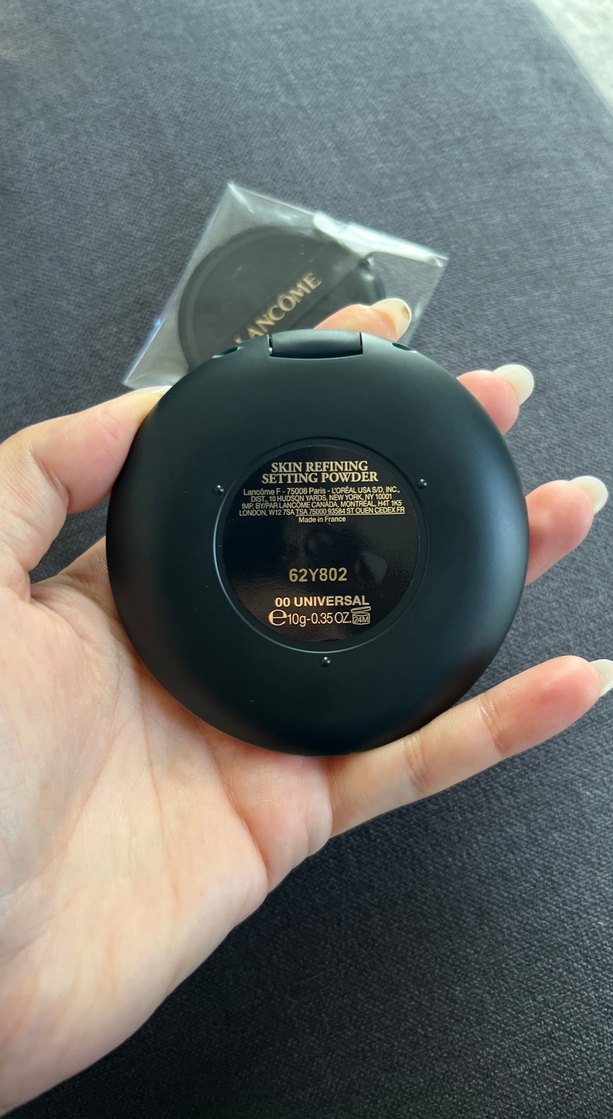 LANCÔME
SKIN REFINING
SETTING POWDER
Lancôme F - 75008 Paris - L'ORÉAL USA S/D, INC.,
DIST., 10 HUDSON YARDS, NEW YORK, NY 10001
IMP. BY/PAR LANCOME CANADA, MONTRÉAL, H4T 1K5
LONDON, W12 7SA TSA 75000 93584 ST OUEN CEDEX FR
Made in France
62Y802
00 UNIVERSAL
℮10g-0.35 OZ. 24M